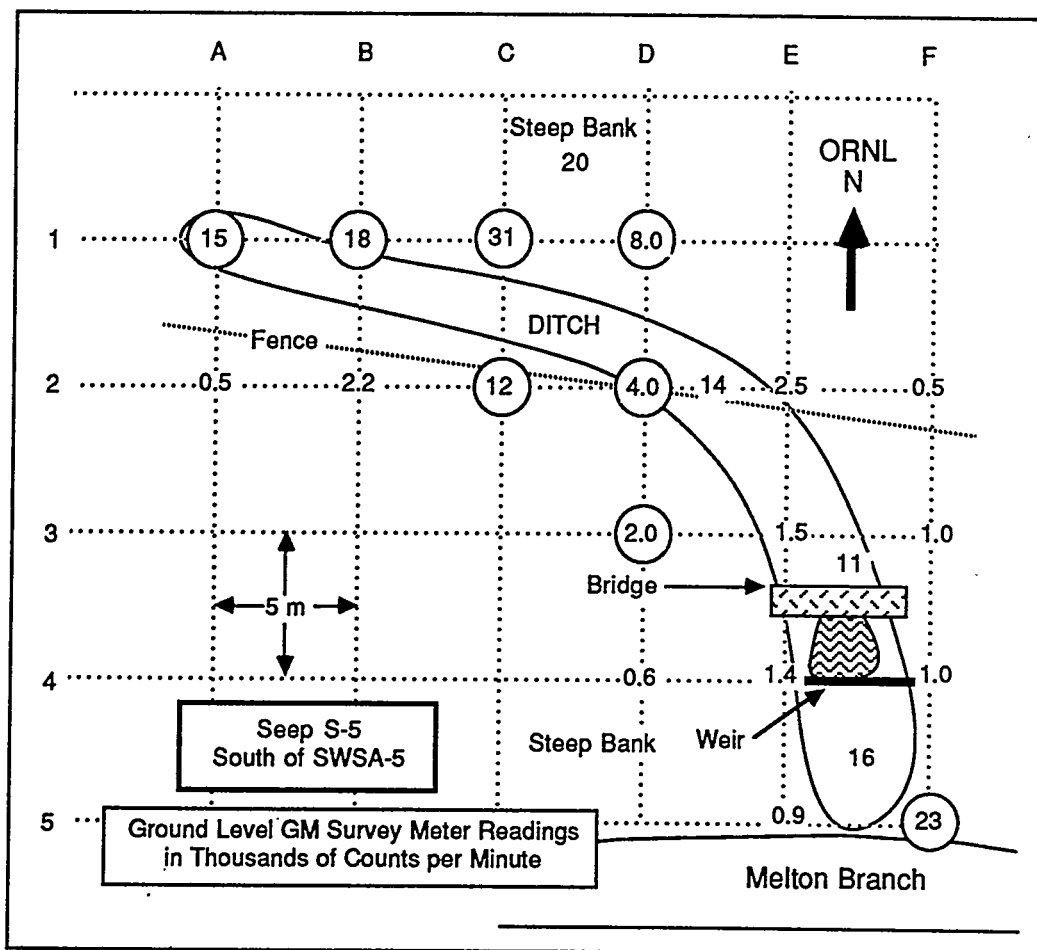 A B C D E F
Steep Bank
20
ORNL
N
1 15 18 31 8.0
DITCH
Fence
2 0.5 2.2 12 4.0 14 2.5 0.5
3 2.0 1.5 1.0
11
Bridge
5 m
4 0.6 1.4 1.0
Seep S-5
South of SWSA-5
Steep Bank
Weir
16
5 0.9 23
Ground Level GM Survey Meter Readings
in Thousands of Counts per Minute
Melton Branch